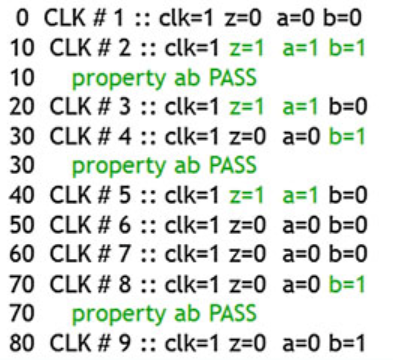 0 CLK # 1 :: clk=1 z=0 a=0 b=0
10 CLK # 2 :: clk=1 z=1 a=1 b=1
10 property ab PASS
20 CLK # 3 :: clk=1 z=1 a=1 b=0
30 CLK # 4 :: clk=1 z=0 a=0 b=1
30 property ab PASS
40 CLK # 5 :: clk=1 z=1 a=1 b=0
50 CLK # 6 :: clk=1 z=0 a=0 b=0
60 CLK # 7 :: clk=1 z=0 a=0 b=0
70 CLK # 8 :: clk=1 z=0 a=0 b=1
70 property ab PASS
80 CLK # 9 :: clk=1 z=0 a=0 b=1